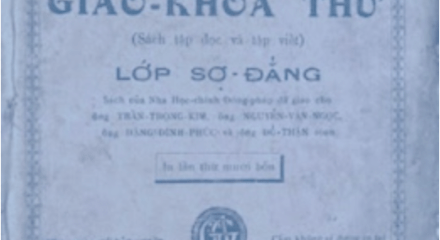 GIÁO-KHOA THƯ
(Sách tập đọc và tập viết)
LỚP SƠ-ĐẲNG
Sách của Nha Học-chính Đông-pháp đã giao cho
ông TRẦN-TRỌNG-KIM, ông NGUYỄN-VĂN-NGỌC,
ông ĐẶNG-ĐÌNH-PHÚC và ông ĐỖ-THẬN soạn
In lần thứ mười bốn